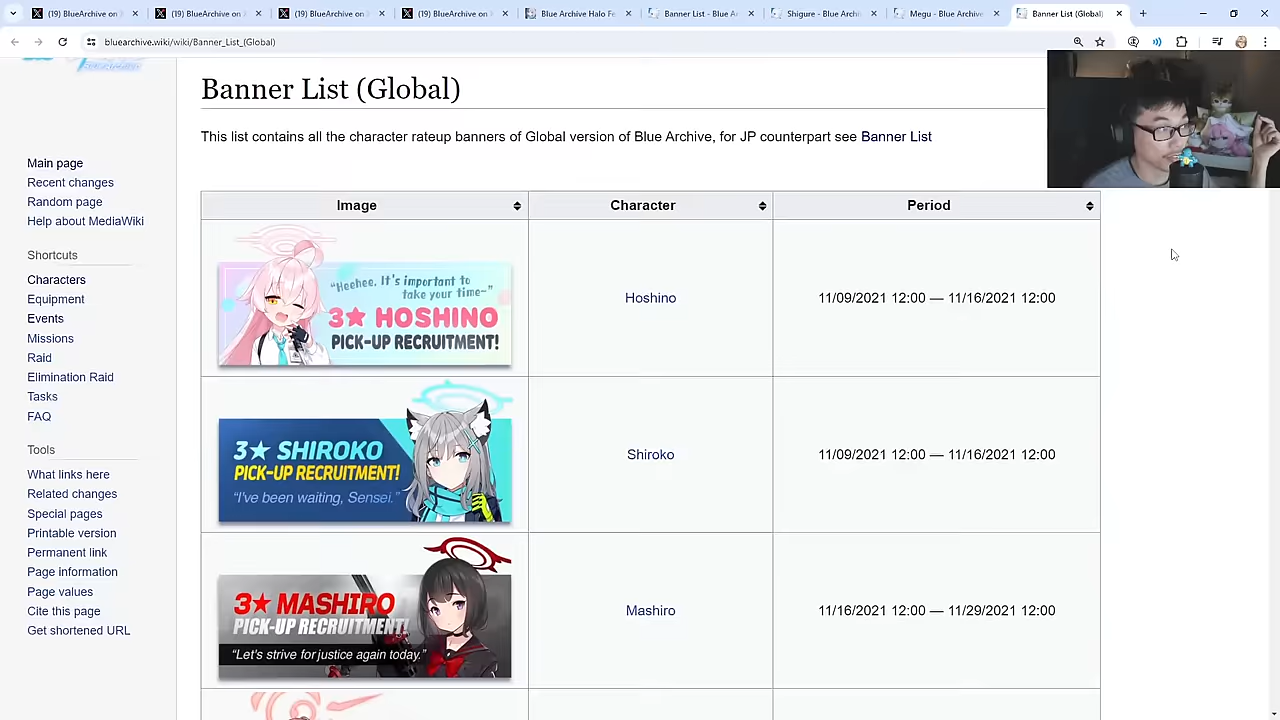 (19) BlueArchive on
(19) BlueArchive on
(19) BlueArchive on
(19) BlueArchive on
Blue Archive Halo Fe
Banner List - Blue
Shigure - Blue Archiv
Megu - Blue Archive
Banner List (Global)
bluearchive.wiki/wiki/Banner_List_(Global)
Banner List (Global)
This list contains all the character rateup banners of Global version of Blue Archive, for JP counterpart see Banner List
Main page
Recent changes
Random page
Help about MediaWiki
Shortcuts
Characters
Equipment
Events
Missions
Raid
Elimination Raid
Tasks
FAQ
Tools
What links here
Related changes
Special pages
Printable version
Permanent link
Page information
Page values
Cite this page
Get shortened URL
Image Character Period
"Heehee, It's important to
take your time~"
3★ HOSHINO
PICK-UP RECRUITMENT!
Hoshino 11/09/2021 12:00 — 11/16/2021 12:00
3★ SHIROKO
PICK-UP RECRUITMENT!
"I've been waiting, Sensei."
Shiroko 11/09/2021 12:00 — 11/16/2021 12:00
3★ MASHIRO
PICK-UP RECRUITMENT!
"Let's strive for justice again today."
Mashiro 11/16/2021 12:00 — 11/29/2021 12:00